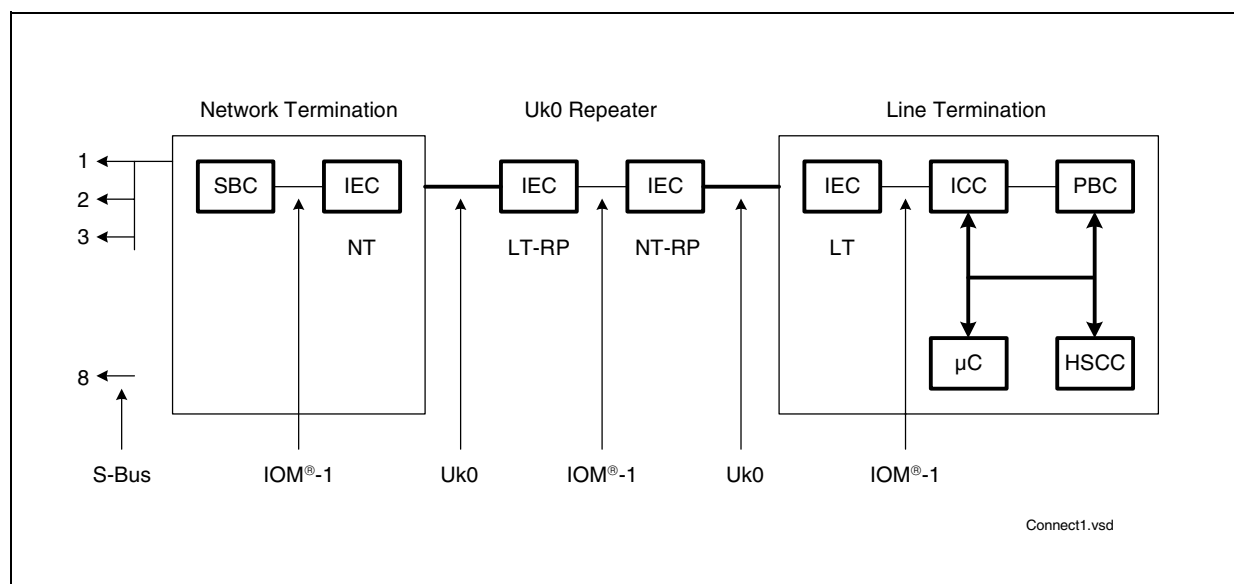 Network Termination Uk0 Repeater Line Termination
1
2
3
8
SBC IEC IEC IEC IEC ICC PBC
NT LT-RP NT-RP LT
µC HSCC
S-Bus IOM®-1 Uk0 IOM®-1 Uk0 IOM®-1
Connect1.vsd